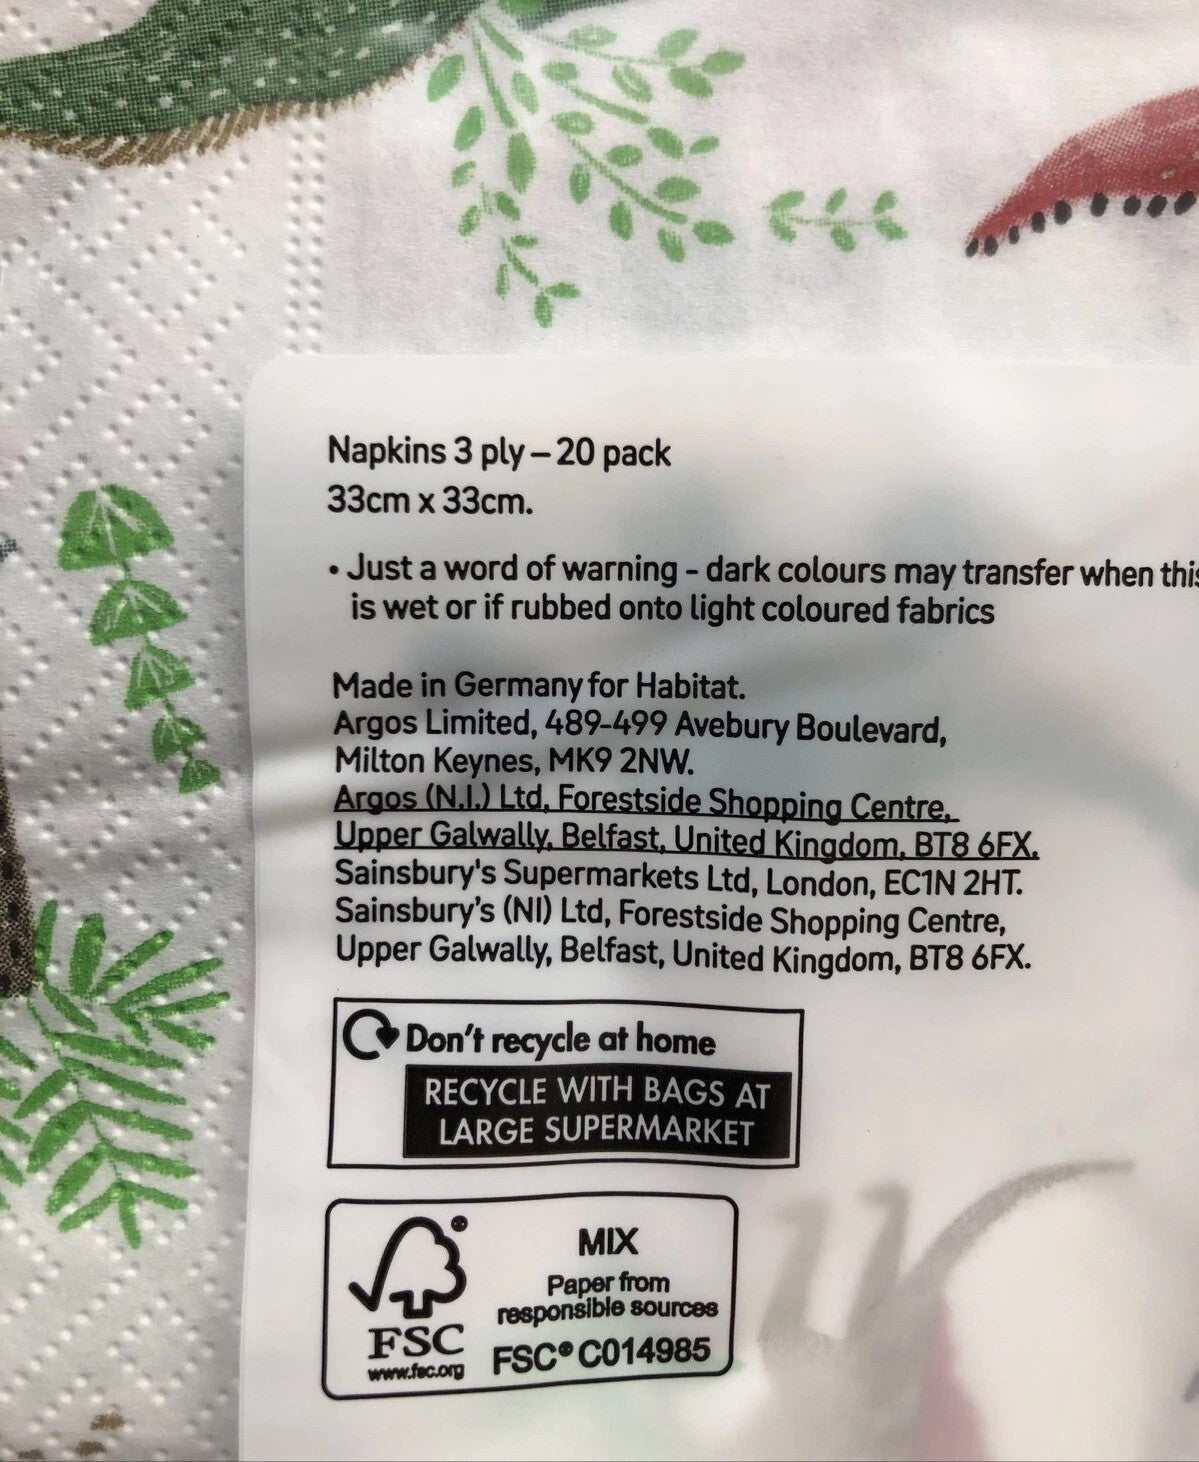 Napkins 3 ply – 20 pack
33cm x 33cm.
• Just a word of warning - dark colours may transfer when this
is wet or if rubbed onto light coloured fabrics
Made in Germany for Habitat.
Argos Limited, 489-499 Avebury Boulevard,
Milton Keynes, MK9 2NW.
Argos (N.I.) Ltd, Forestside Shopping Centre,
Upper Galwally, Belfast, United Kingdom, BT8 6FX.
Sainsbury's Supermarkets Ltd, London, EC1N 2HT.
Sainsbury's (NI) Ltd, Forestside Shopping Centre,
Upper Galwally, Belfast, United Kingdom, BT8 6FX.
Don't recycle at home
RECYCLE WITH BAGS AT
LARGE SUPERMARKET
®
FSC
www.fsc.org
MIX
Paper from
responsible sources
FSC® C014985